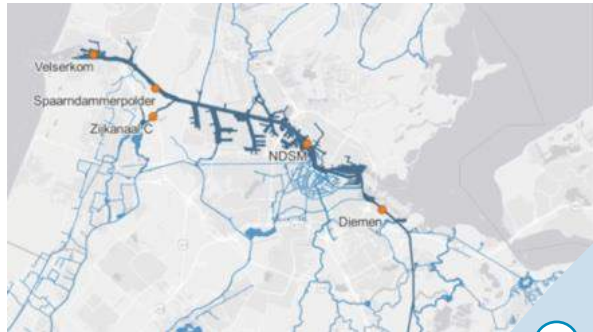 Velserkom
Spaarndammerpolder
Zijkanaal C
NDSM
Diemen